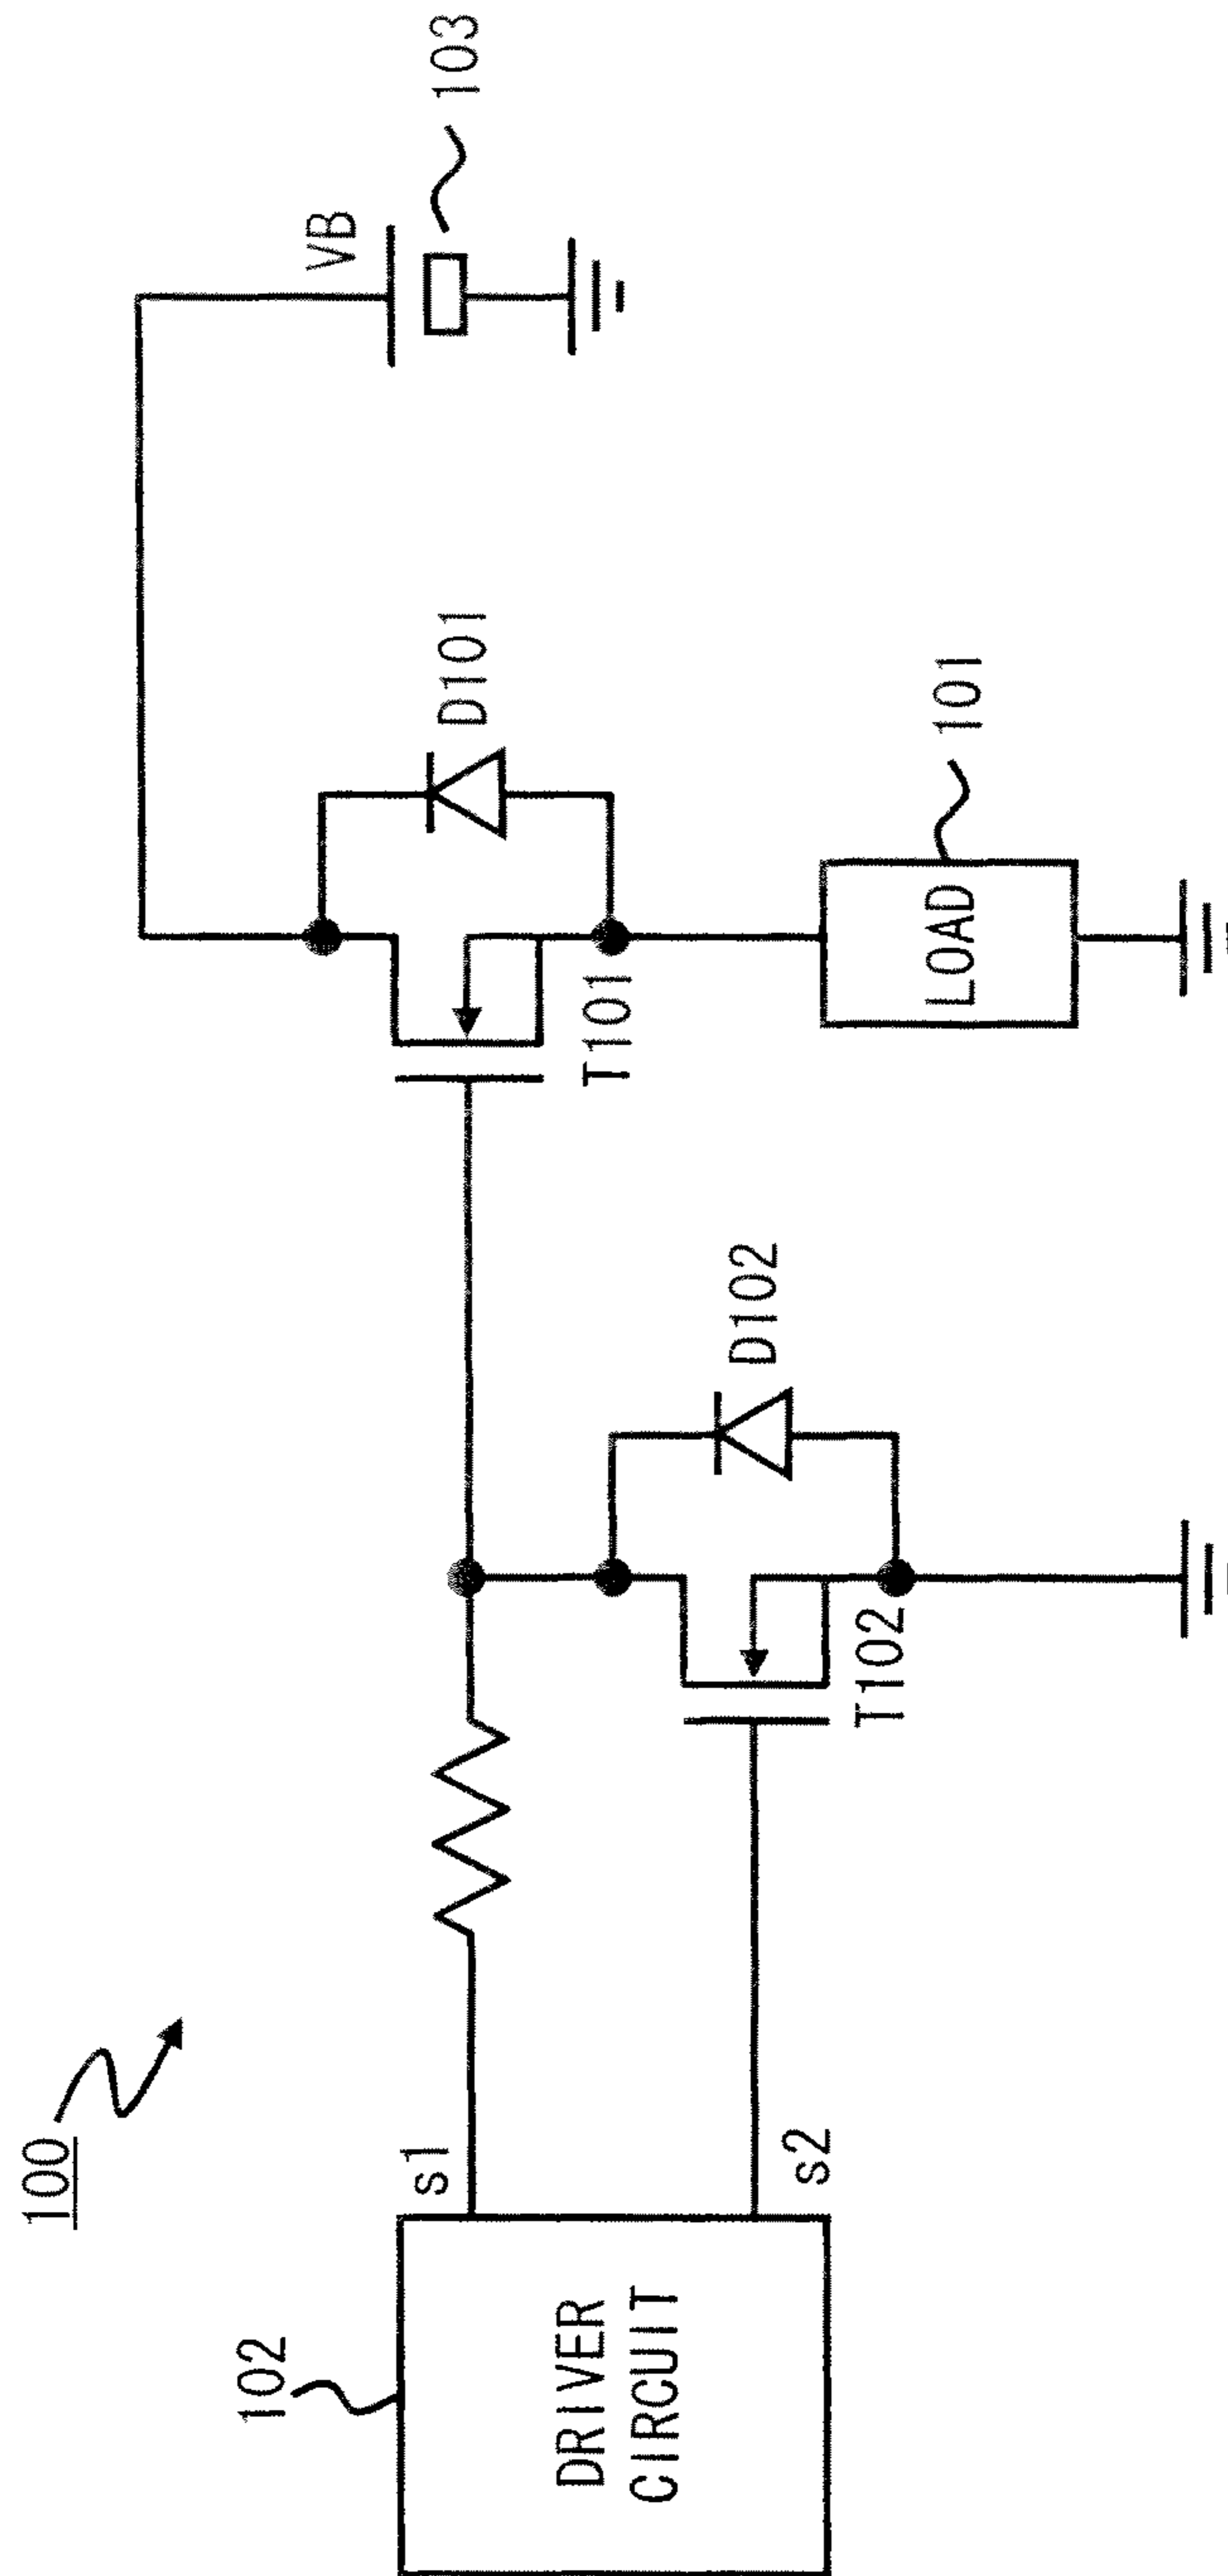 100
102
DRIVER
CIRCUIT
s1
s2
T102
D102
T101
D101
LOAD
101
VB
103